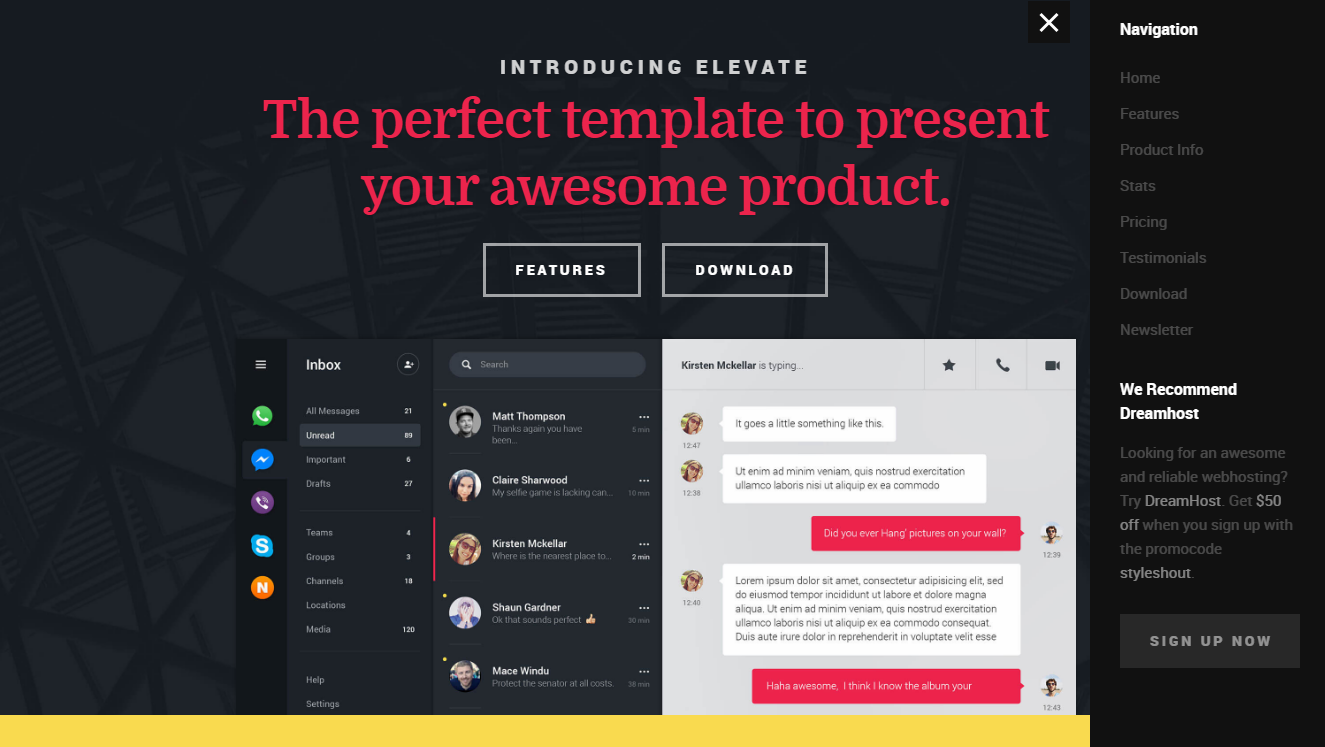 INTRODUCING ELEVATE
The perfect template to present
your awesome product.
FEATURES
DOWNLOAD
Inbox
All Messages 21
Unread 89
Important 6
Drafts 27
Teams 4
Groups 3
Channels 18
Locations
Media 120
Help
Settings
Search
Matt Thompson
Thanks again you have
been...
5 min
Claire Sharwood
My selfie game is lacking can...
10 min
Kirsten Mckellar
Where is the nearest place to...
2 min
Shaun Gardner
Ok that sounds perfect
30 min
Mace Windu
Protect the senator at all costs.
38 min
Kirsten Mckellar is typing...
It goes a little something like this.
12:47
Ut enim ad minim veniam, quis nostrud exercitation
ullamco laboris nisi ut aliquip ex ea commodo
12:38
Did you ever Hang' pictures on your wall?
12:39
Lorem ipsum dolor sit amet, consectetur adipisicing elit, sed
do eiusmod tempor incididunt ut labore et dolore magna
aliqua. Ut enim ad minim veniam, quis nostrud exercitation
ullamco laboris nisi ut aliquip ex ea commodo consequat.
Duis aute irure dolor in reprehenderit in voluptate velit esse
12:40
Haha awesome, I think I know the album your
12:43
Navigation
Home
Features
Product Info
Stats
Pricing
Testimonials
Download
Newsletter
We Recommend
Dreamhost
Looking for an awesome
and reliable webhosting?
Try DreamHost. Get $50
off when you sign up with
the promocode
styleshout.
SIGN UP NOW